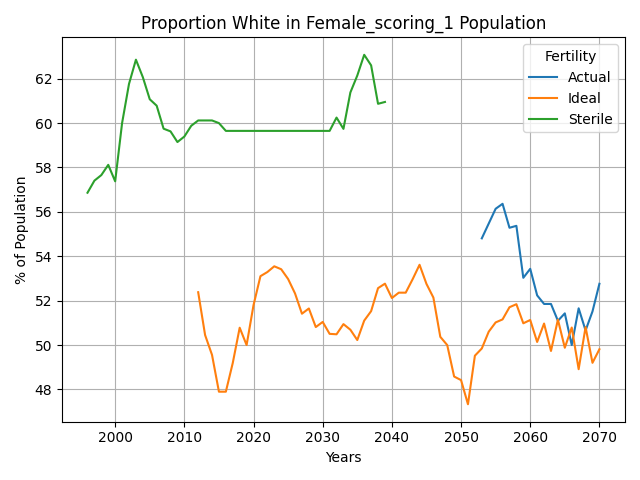 Proportion White in Female_scoring_1 Population
Fertility
Actual
Ideal
Sterile
% of Population
62
60
58
56
54
52
50
48
2000 2010 2020 2030 2040 2050 2060 2070
Years